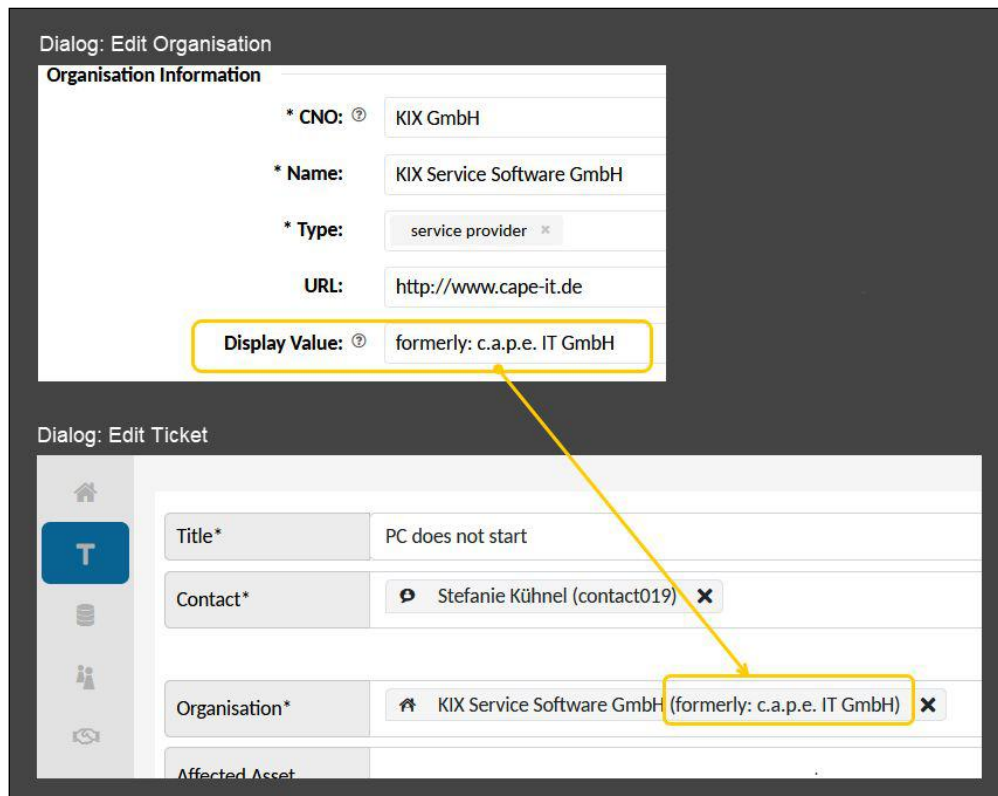 Dialog: Edit Organisation
Organisation Information
* CNO: ? KIX GmbH
* Name: KIX Service Software GmbH
* Type: service provider ×
URL: http://www.cape-it.de
Display Value: ? formerly: c.a.p.e. IT GmbH
Dialog: Edit Ticket
T
Title* PC does not start
Contact* Stefanie Kühnel (contact019) ×
Organisation* KIX Service Software GmbH (formerly: c.a.p.e. IT GmbH) ×
Affected Asset